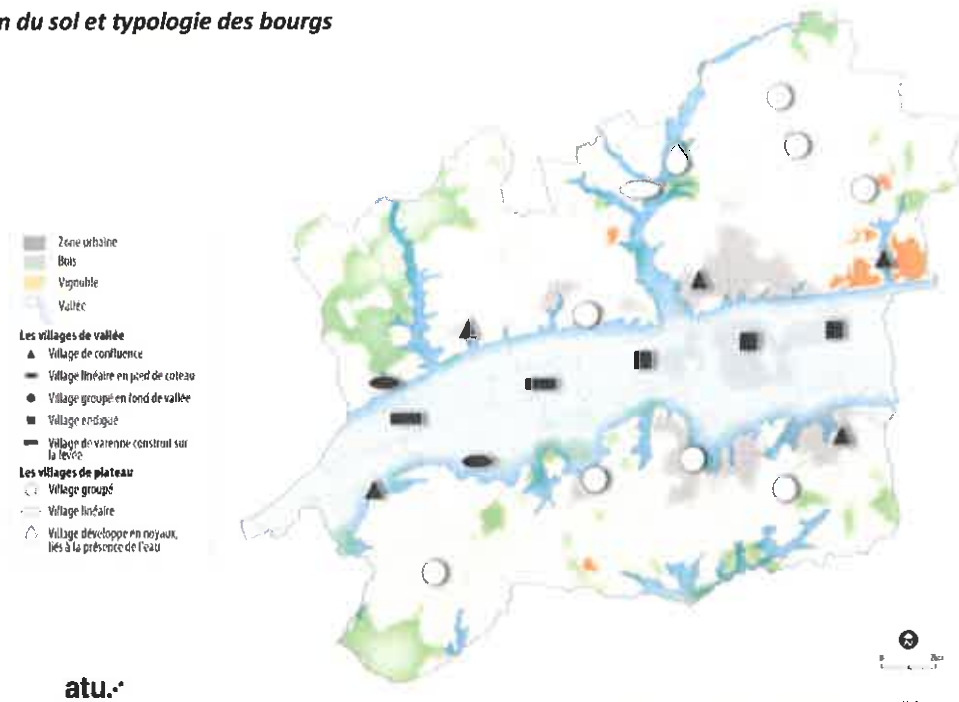 n du sol et typologie des bourgs
Zone urbaine
Bois
Vignoble
Vallée
Les villages de vallée
Village de confluence
Village linéaire en pied de coteau
Village groupé en fond de vallée
Village endigué
Village de varenne construit sur
la levée
Les villages de plateau
Village groupé
Village linéaire
Village développé en noyaux,
liés à la présence de l'eau
atu.